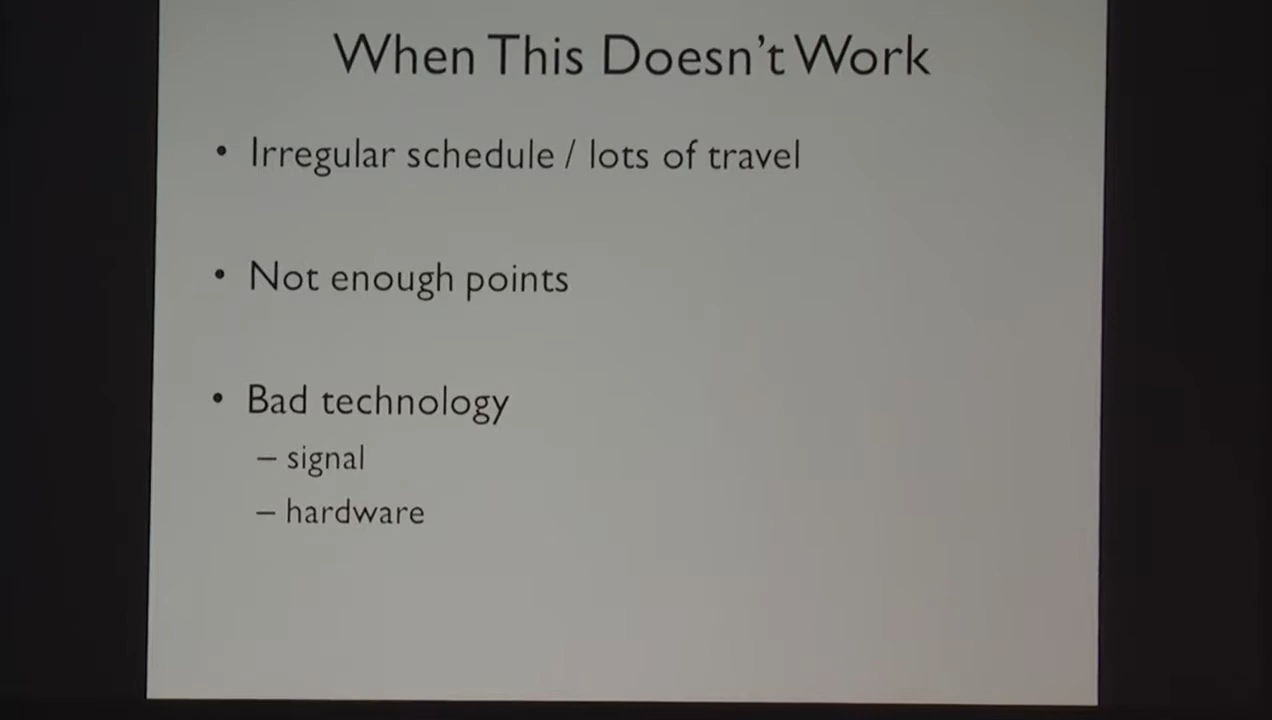 When This Doesn't Work
• Irregular schedule / lots of travel
• Not enough points
• Bad technology
– signal
– hardware